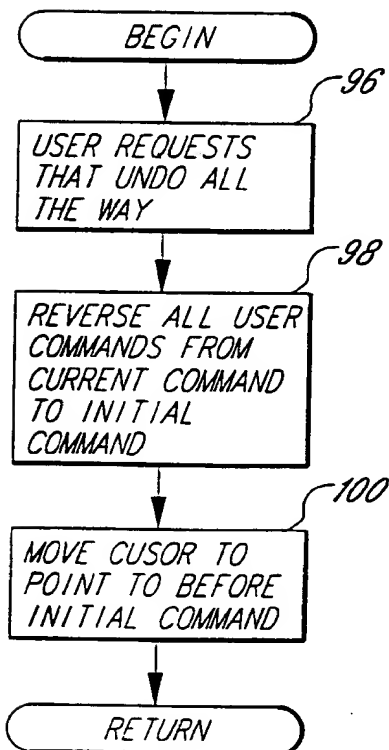 BEGIN
96
USER REQUESTS
THAT UNDO ALL
THE WAY
98
REVERSE ALL USER
COMMANDS FROM
CURRENT COMMAND
TO INITIAL
COMMAND
100
MOVE CUSOR TO
POINT TO BEFORE
INITIAL COMMAND
RETURN